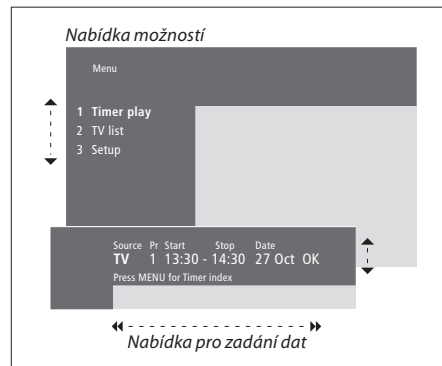 Nabídka možností
Menu
1 Timer play
2 TV list
3 Setup
Source Pr Start Stop Date
TV 1 13:30 - 14:30 27 Oct OK
Press MENU for Timer index
Nabídka pro zadání dat